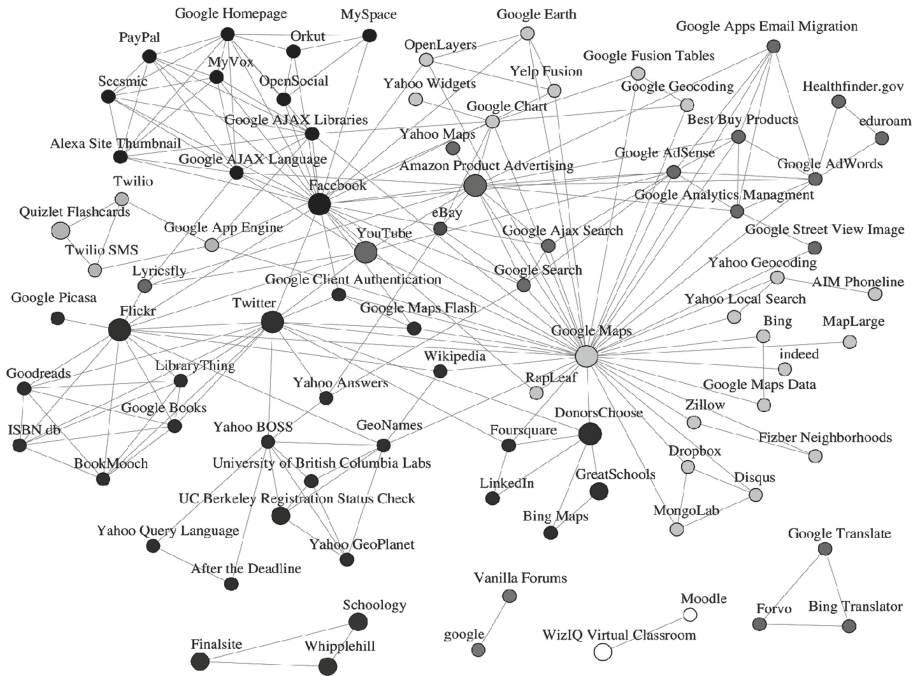 Google Homepage
MySpace
Google Earth
Google Apps Email Migration
PayPal
Orkut
OpenLayers
Google Fusion Tables
MyVox
Yelp Fusion
Seesmic
OpenSocial
Yahoo Widgets
Google Geocoding
Healthfinder.gov
Google Chart
Google AJAX Libraries
Best Buy Products
eduroam
Yahoo Maps
Alexa Site Thumbnail
Google AJAX Language
Amazon Product Advertising
Google AdSense
Google AdWords
Twilio
Facebook
Google Analytics Managment
Quizlet Flashcards
eBay
Google App Engine
YouTube
Google Ajax Search
Google Street View Image
Twilio SMS
Lyricsfly
Google Client Authentication
Google Search
Yahoo Geocoding
AIM Phoneline
Google Picasa
Flickr
Twitter
Google Maps Flash
Yahoo Local Search
Google Maps
Bing
MapLarge
Wikipedia
indeed
Goodreads
LibraryThing
Yahoo Answers
RapLeaf
Google Maps Data
Google Books
Zillow
DonorsChoose
ISBN db
Yahoo BOSS
GeoNames
Foursquare
Fizber Neighborhoods
Dropbox
BookMooch
University of British Columbia Labs
LinkedIn
GreatSchools
Disqus
UC Berkeley Registration Status Check
Bing Maps
MongoLab
Yahoo Query Language
Yahoo GeoPlanet
Google Translate
After the Deadline
Vanilla Forums
Schoology
Moodle
Forvo
Bing Translator
Finalsite
Whipplehill
google
WizIQ Virtual Classroom